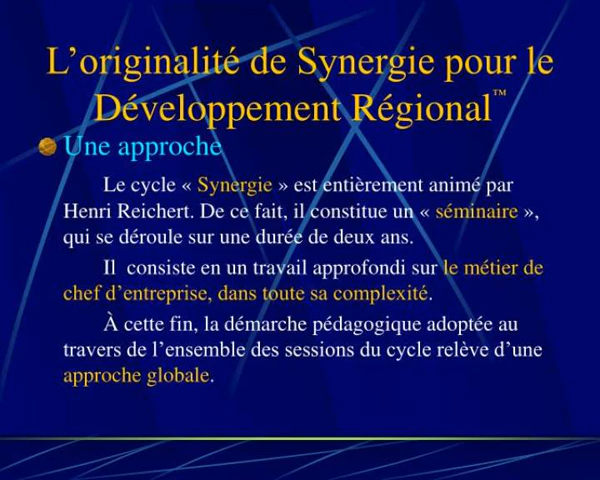 L’originalité de Synergie pour le
Développement Régional™
Une approche
Le cycle « Synergie » est entièrement animé par
Henri Reichert. De ce fait, il constitue un « séminaire »,
qui se déroule sur une durée de deux ans.
Il consiste en un travail approfondi sur le métier de
chef d’entreprise, dans toute sa complexité.
À cette fin, la démarche pédagogique adoptée au
travers de l’ensemble des sessions du cycle relève d’une
approche globale.